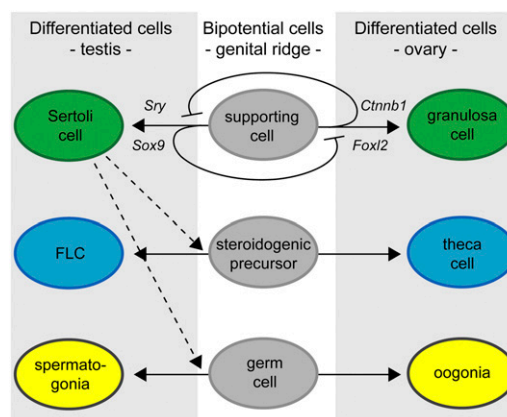 Differentiated cells
- testis -
Bipotential cells
- genital ridge -
Differentiated cells
- ovary -
Sertoli
cell
Sry
Sox9
supporting
cell
Ctnnb1
Foxl2
granulosa
cell
FLC
steroidogenic
precursor
theca
cell
spermato-
gonia
germ
cell
oogonia